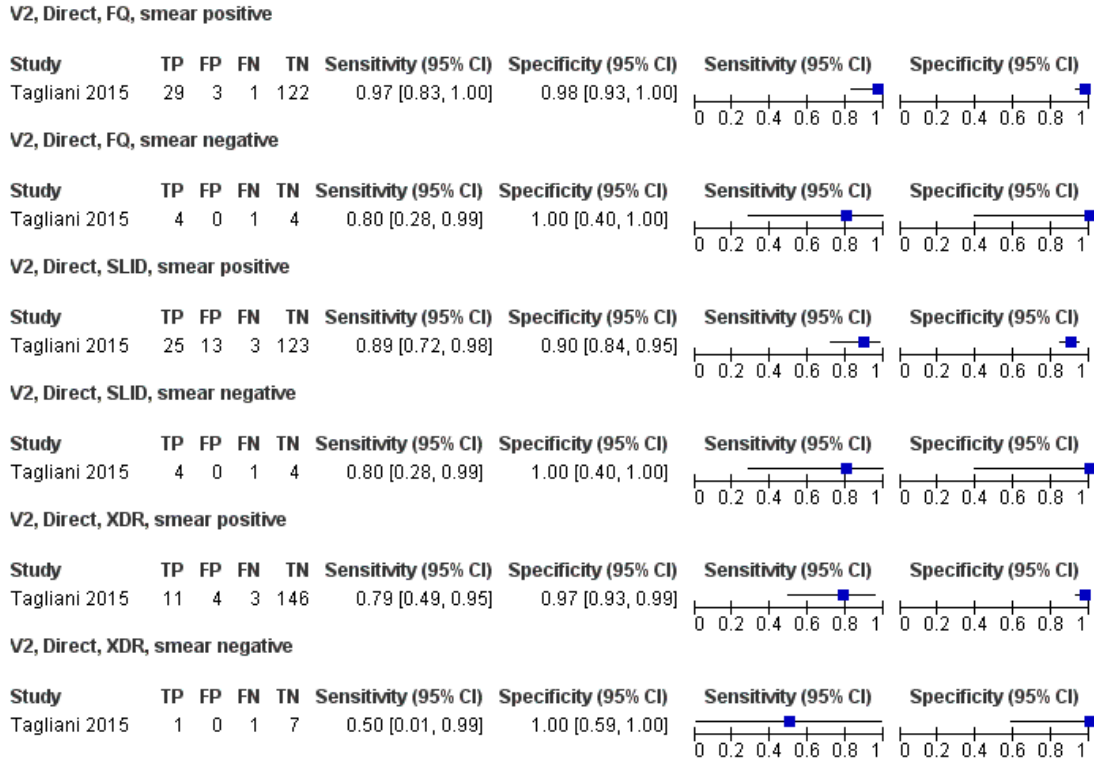 V2, Direct, FQ, smear positive
Study TP FP FN TN Sensitivity (95% CI) Specificity (95% CI) Sensitivity (95% CI) Specificity (95% CI)
Tagliani 2015 29 3 1 122 0.97 [0.83, 1.00] 0.98 [0.93, 1.00]
0 0.2 0.4 0.6 0.8 1 0 0.2 0.4 0.6 0.8 1
V2, Direct, FQ, smear negative
Study TP FP FN TN Sensitivity (95% CI) Specificity (95% CI) Sensitivity (95% CI) Specificity (95% CI)
Tagliani 2015 4 0 1 4 0.80 [0.28, 0.99] 1.00 [0.40, 1.00]
0 0.2 0.4 0.6 0.8 1 0 0.2 0.4 0.6 0.8 1
V2, Direct, SLID, smear positive
Study TP FP FN TN Sensitivity (95% CI) Specificity (95% CI) Sensitivity (95% CI) Specificity (95% CI)
Tagliani 2015 25 13 3 123 0.89 [0.72, 0.98] 0.90 [0.84, 0.95]
0 0.2 0.4 0.6 0.8 1 0 0.2 0.4 0.6 0.8 1
V2, Direct, SLID, smear negative
Study TP FP FN TN Sensitivity (95% CI) Specificity (95% CI) Sensitivity (95% CI) Specificity (95% CI)
Tagliani 2015 4 0 1 4 0.80 [0.28, 0.99] 1.00 [0.40, 1.00]
0 0.2 0.4 0.6 0.8 1 0 0.2 0.4 0.6 0.8 1
V2, Direct, XDR, smear positive
Study TP FP FN TN Sensitivity (95% CI) Specificity (95% CI) Sensitivity (95% CI) Specificity (95% CI)
Tagliani 2015 11 4 3 146 0.79 [0.49, 0.95] 0.97 [0.93, 0.99]
0 0.2 0.4 0.6 0.8 1 0 0.2 0.4 0.6 0.8 1
V2, Direct, XDR, smear negative
Study TP FP FN TN Sensitivity (95% CI) Specificity (95% CI) Sensitivity (95% CI) Specificity (95% CI)
Tagliani 2015 1 0 1 7 0.50 [0.01, 0.99] 1.00 [0.59, 1.00]
0 0.2 0.4 0.6 0.8 1 0 0.2 0.4 0.6 0.8 1